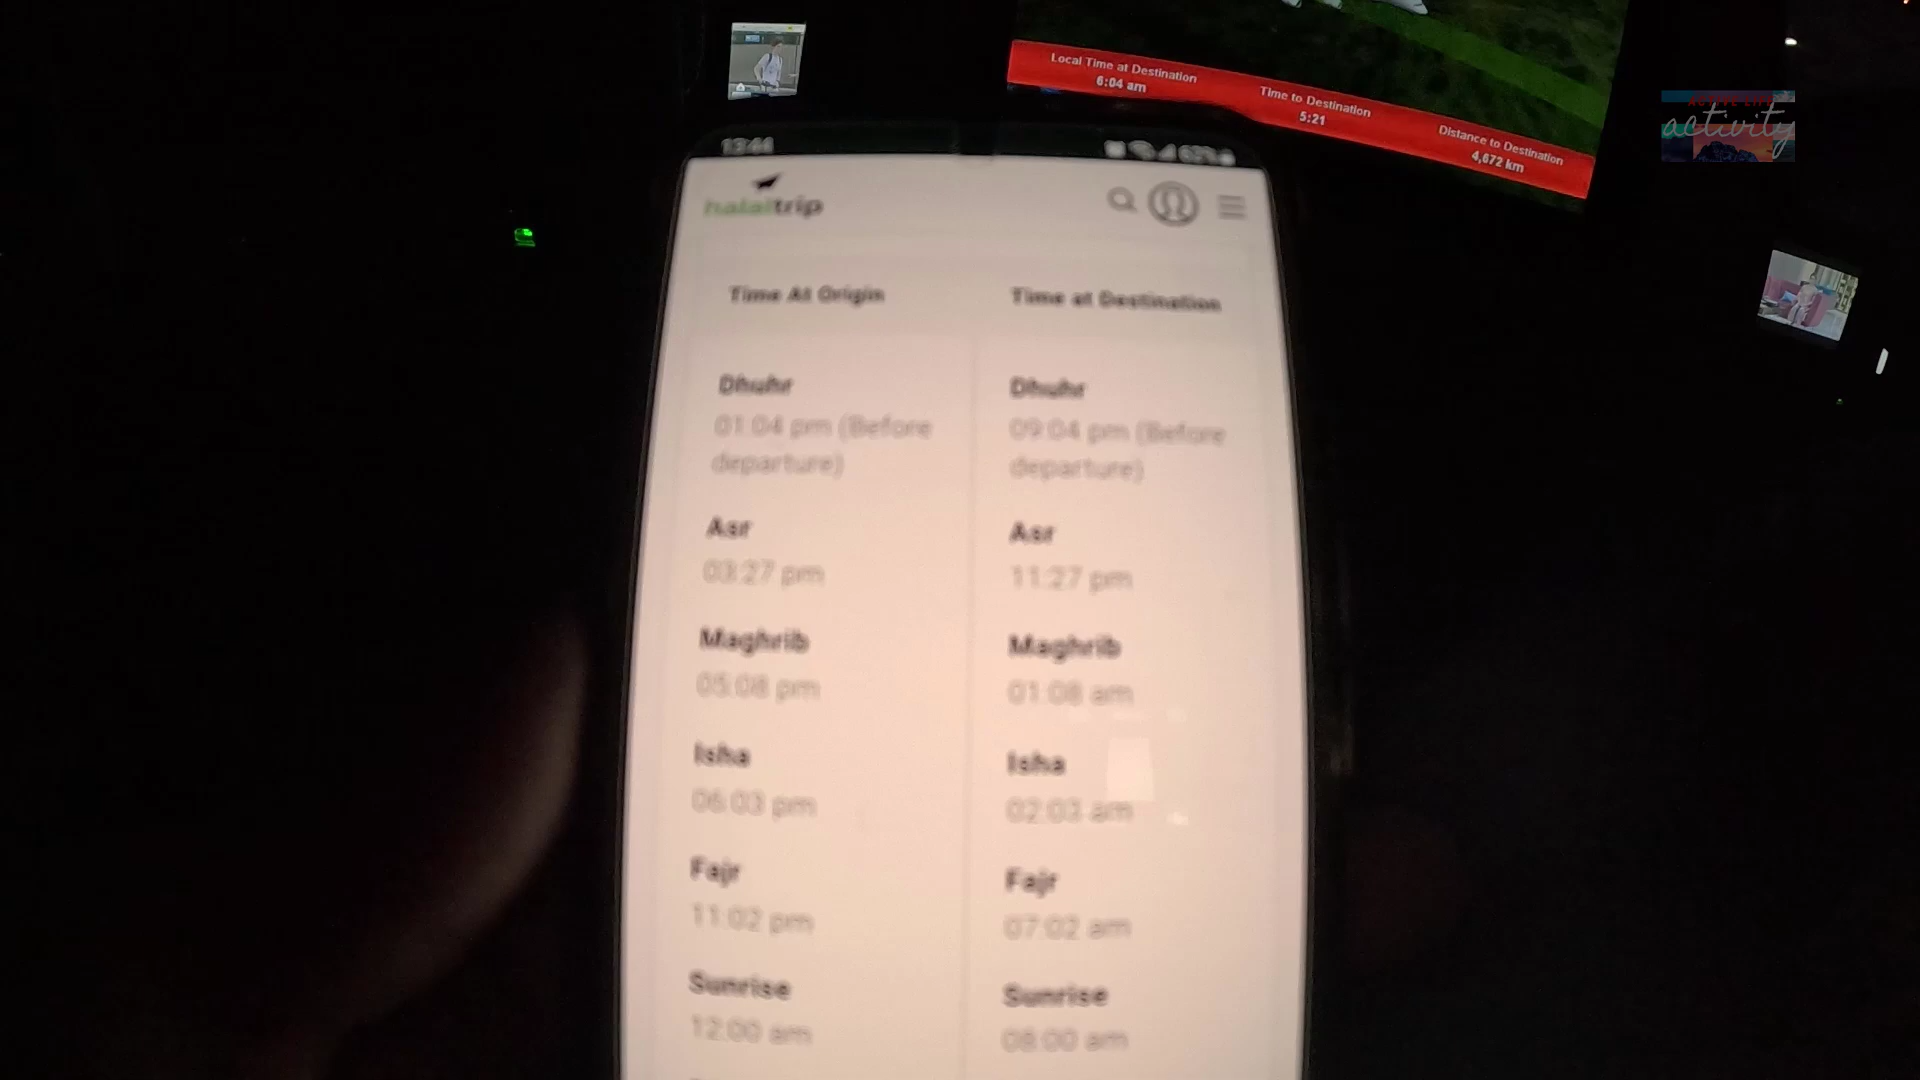 Local Time at Destination
6:04 am
Time to Destination
5:21
Distance to Destination
4,672 km
ACTIVE LIFE
activity
13:44
halaltrip
Time At Origin
Time at Destination
Dhuhr
01:04 pm (Before
departure)
Dhuhr
09:04 pm (Before
departure)
Asr
03:27 pm
Asr
11:27 pm
Maghrib
05:08 pm
Maghrib
01:08 am
Isha
06:03 pm
Isha
02:03 am
Fajr
11:02 pm
Fajr
07:02 am
Sunrise
12:00 am
Sunrise
08:00 am